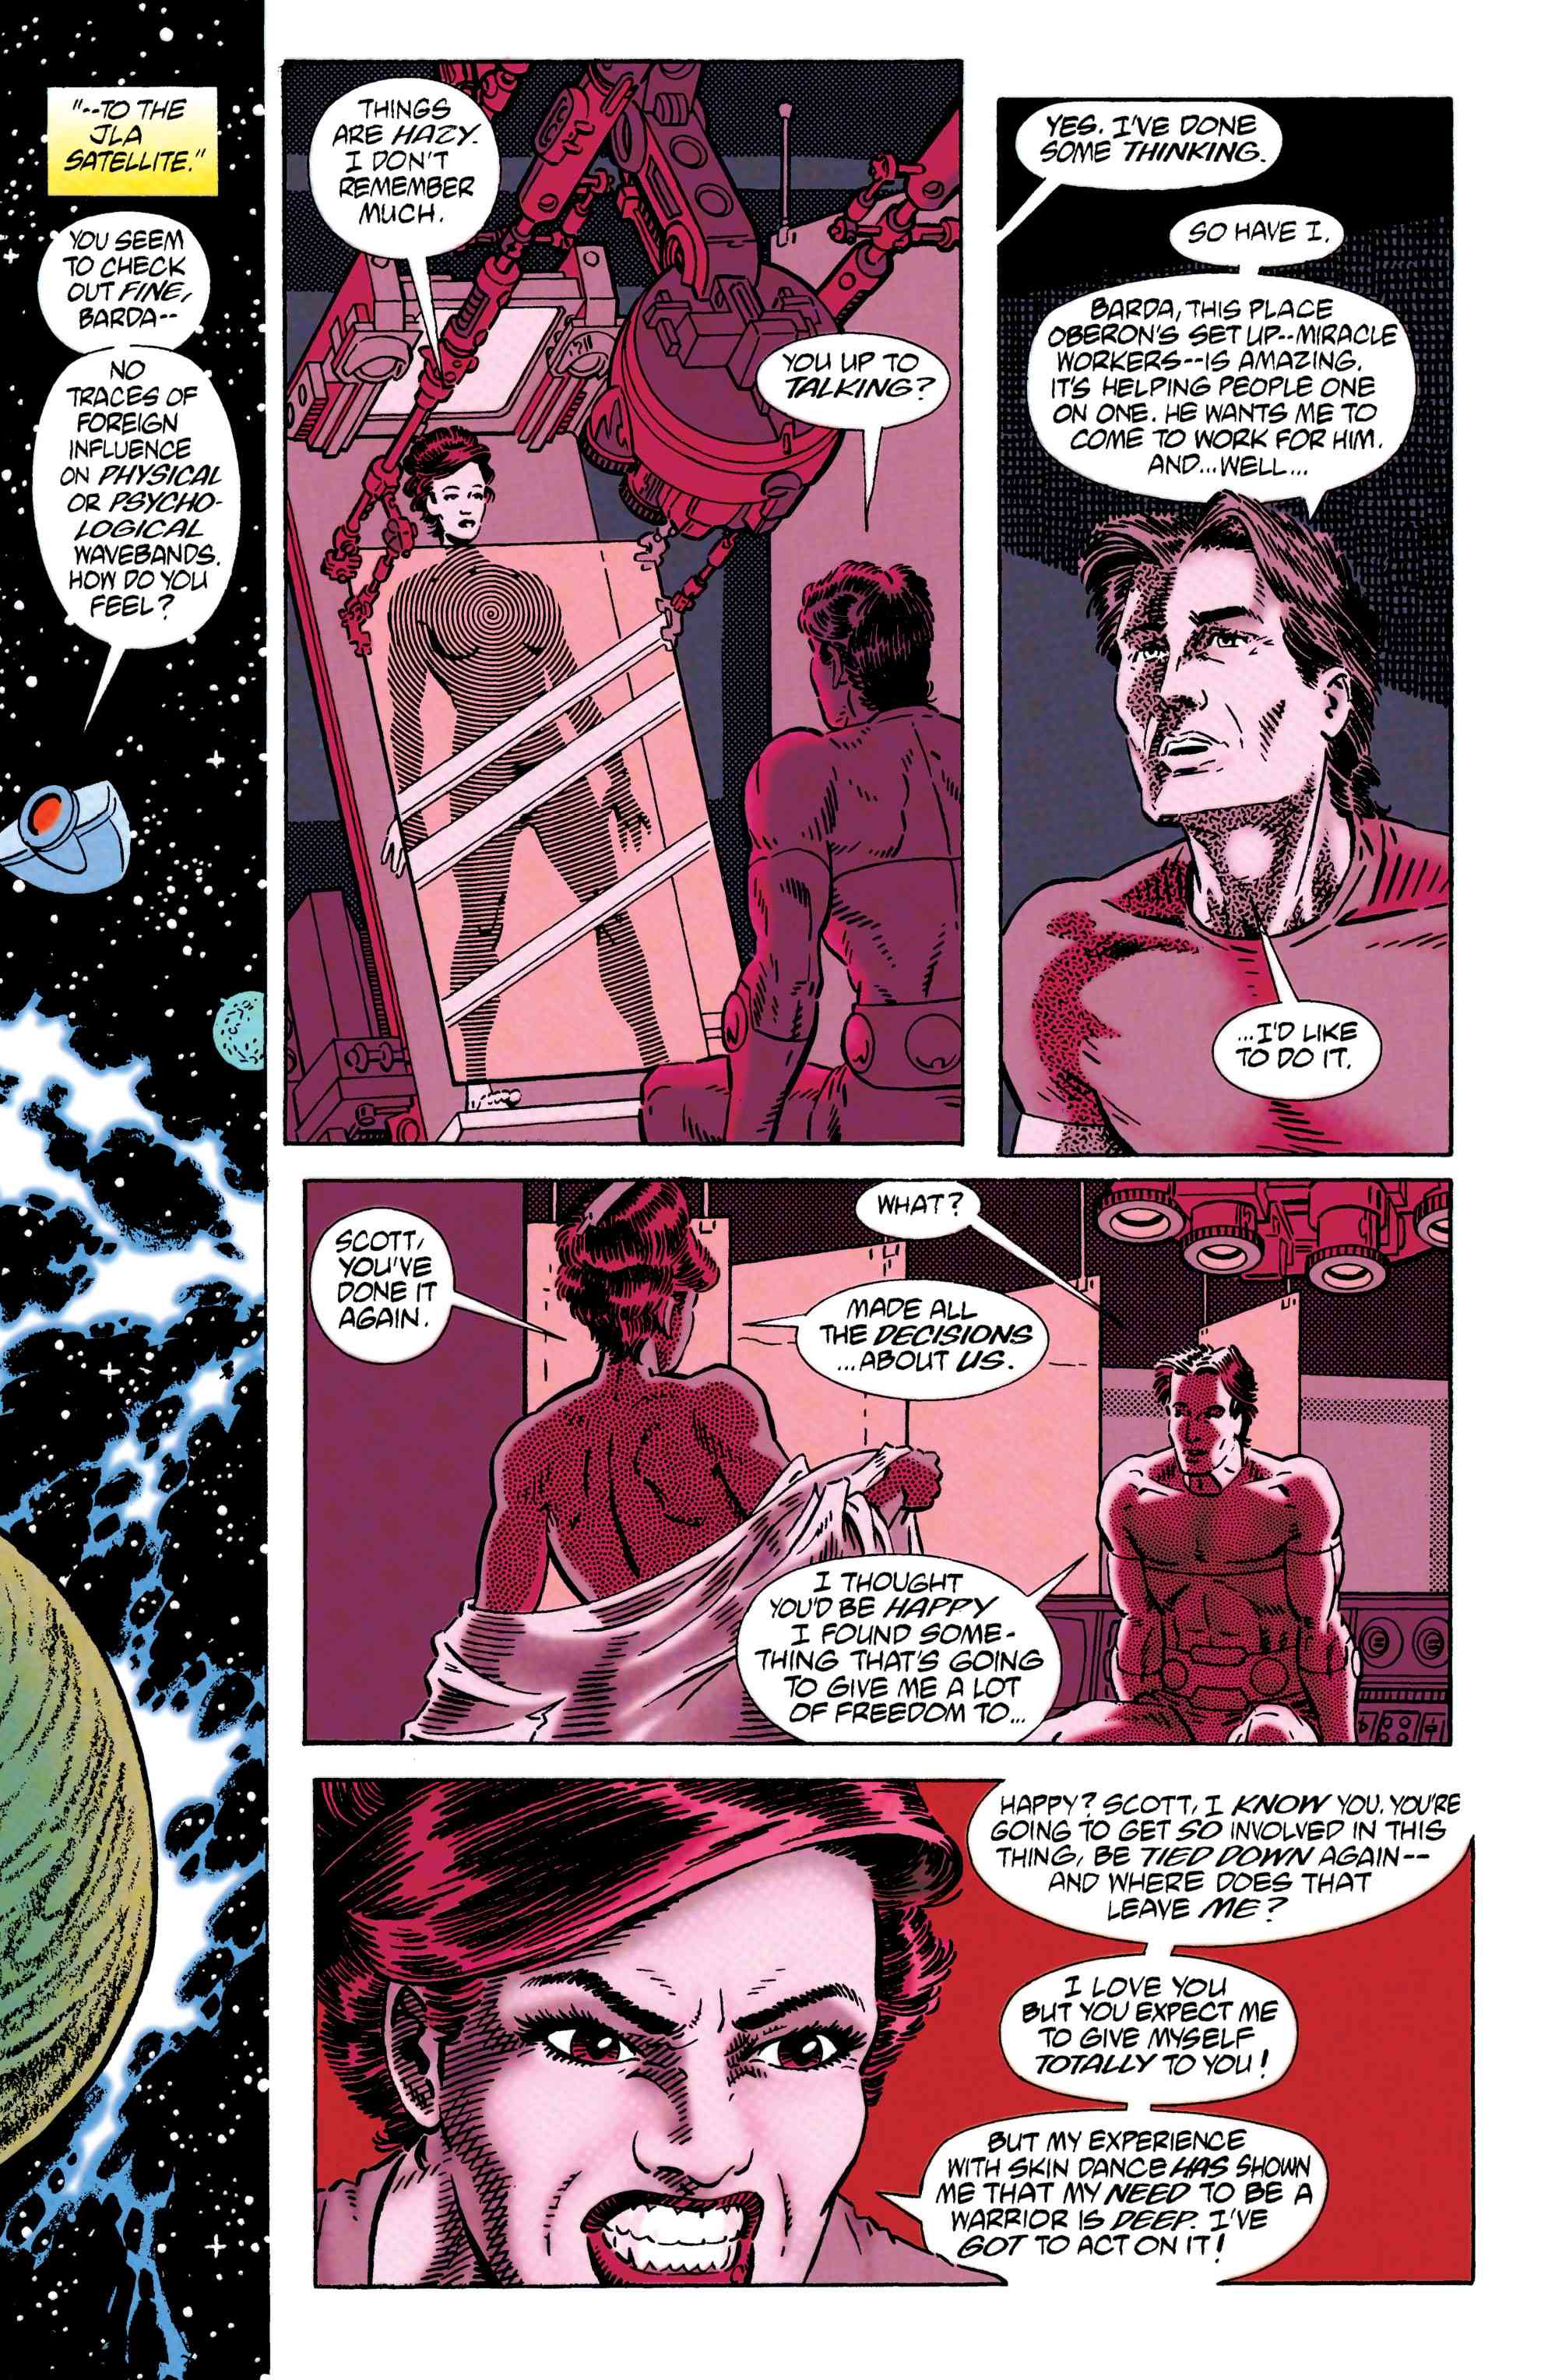 "--TO THE
JLA
SATELLITE."
YOU SEEM
TO CHECK
OUT FINE,
BARDA--
NO
TRACES OF
FOREIGN
INFLUENCE
ON PHYSICAL
OR PSYCHO-
LOGICAL
WAVEBANDS.
HOW DO YOU
FEEL?
THINGS
ARE HAZY.
I DON'T
REMEMBER
MUCH.
YOU UP TO
TALKING?
YES. I'VE DONE
SOME THINKING.
SO HAVE I.
BARDA, THIS PLACE
OBERON'S SET UP--MIRACLE
WORKERS--IS AMAZING.
IT'S HELPING PEOPLE ONE
ON ONE. HE WANTS ME TO
COME TO WORK FOR HIM.
AND...WELL...
...I'D LIKE
TO DO IT.
SCOTT,
YOU'VE
DONE IT
AGAIN.
MADE ALL
THE DECISIONS
...ABOUT US.
WHAT?
I THOUGHT
YOU'D BE HAPPY
I FOUND SOME-
THING THAT'S GOING
TO GIVE ME A LOT
OF FREEDOM TO...
HAPPY? SCOTT, I KNOW YOU. YOU'RE
GOING TO GET SO INVOLVED IN THIS
THING, BE TIED DOWN AGAIN--
AND WHERE DOES THAT
LEAVE ME?
I LOVE YOU
BUT YOU EXPECT ME
TO GIVE MYSELF
TOTALLY TO YOU!
BUT MY EXPERIENCE
WITH SKIN DANCE HAS SHOWN
ME THAT MY NEED TO BE A
WARRIOR IS DEEP. I'VE
GOT TO ACT ON IT!